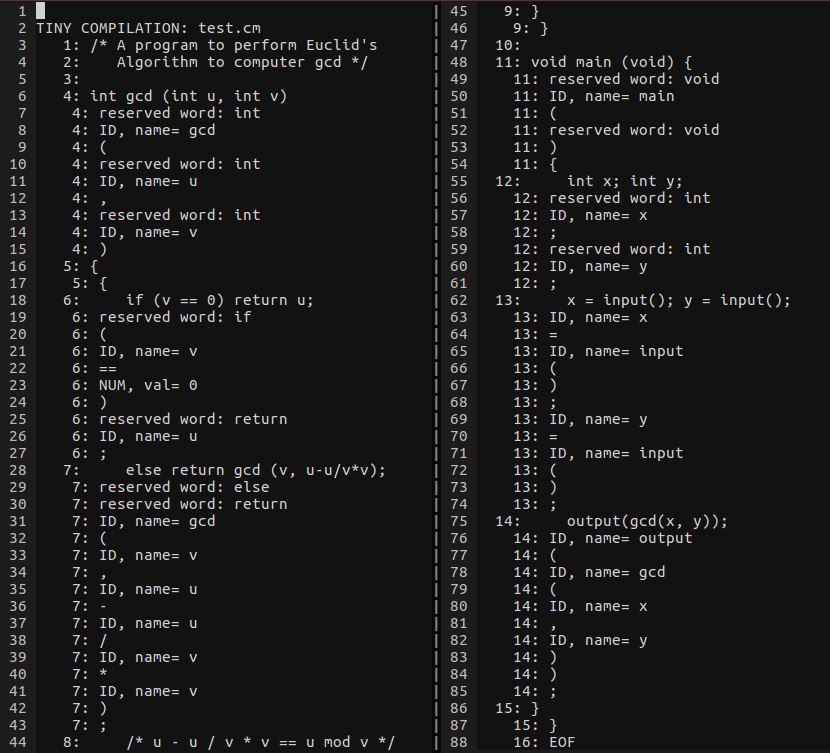 1
2 TINY COMPILATION: test.cm
3    1: /* A program to perform Euclid's
4    2:    Algorithm to computer gcd */
5    3:
6    4: int gcd (int u, int v)
7     4: reserved word: int
8     4: ID, name= gcd
9     4: (
10     4: reserved word: int
11     4: ID, name= u
12     4: ,
13     4: reserved word: int
14     4: ID, name= v
15     4: )
16    5: {
17     5: {
18    6:     if (v == 0) return u;
19     6: reserved word: if
20     6: (
21     6: ID, name= v
22     6: ==
23     6: NUM, val= 0
24     6: )
25     6: reserved word: return
26     6: ID, name= u
27     6: ;
28    7:     else return gcd (v, u-u/v*v);
29     7: reserved word: else
30     7: reserved word: return
31     7: ID, name= gcd
32     7: (
33     7: ID, name= v
34     7: ,
35     7: ID, name= u
36     7: -
37     7: ID, name= u
38     7: /
39     7: ID, name= v
40     7: *
41     7: ID, name= v
42     7: )
43     7: ;
44    8:     /* u - u / v * v == u mod v */
45    9: }
46     9: }
47   10:
48   11: void main (void) {
49     11: reserved word: void
50     11: ID, name= main
51     11: (
52     11: reserved word: void
53     11: )
54     11: {
55   12:     int x; int y;
56     12: reserved word: int
57     12: ID, name= x
58     12: ;
59     12: reserved word: int
60     12: ID, name= y
61     12: ;
62   13:     x = input(); y = input();
63     13: ID, name= x
64     13: =
65     13: ID, name= input
66     13: (
67     13: )
68     13: ;
69     13: ID, name= y
70     13: =
71     13: ID, name= input
72     13: (
73     13: )
74     13: ;
75   14:     output(gcd(x, y));
76     14: ID, name= output
77     14: (
78     14: ID, name= gcd
79     14: (
80     14: ID, name= x
81     14: ,
82     14: ID, name= y
83     14: )
84     14: )
85     14: ;
86   15: }
87     15: }
88     16: EOF